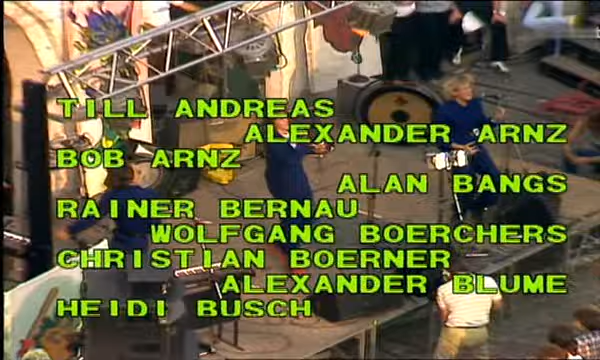 TILL ANDREAS
ALEXANDER ARNZ
BOB ARNZ
ALAN BANGS
RAINER BERNAU
WOLFGANG BOERCHERS
CHRISTIAN BOERNER
ALEXANDER BLUME
HEIDI BUSCH